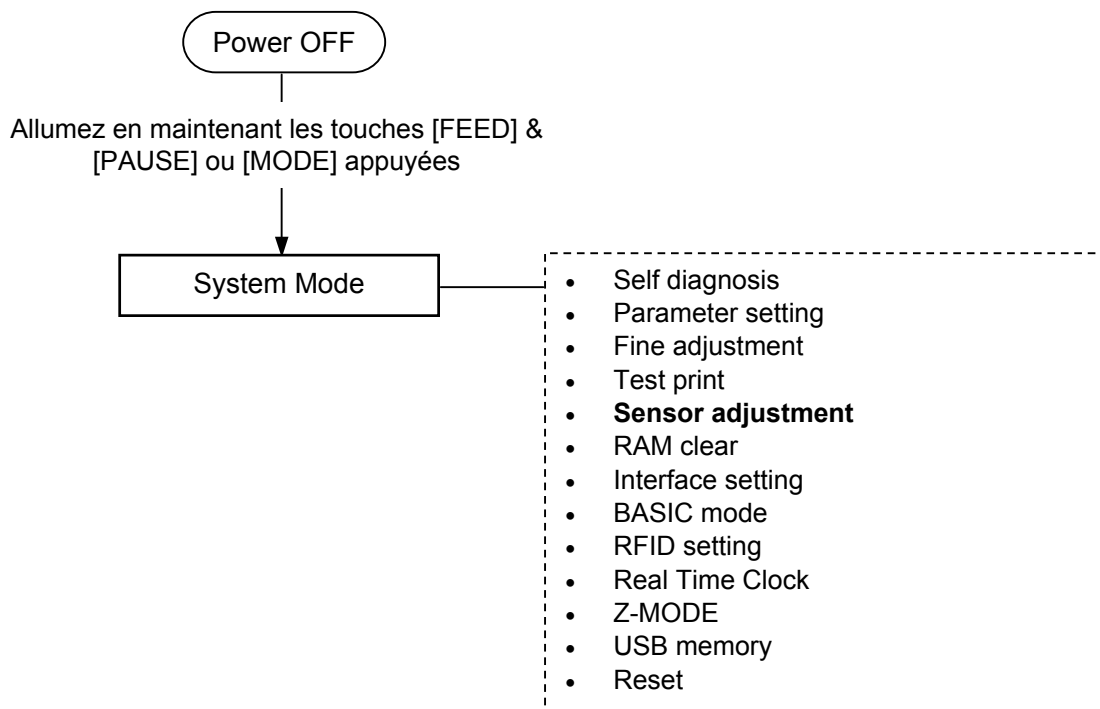 Power OFF
Allumez en maintenant les touches [FEED] &
[PAUSE] ou [MODE] appuyées
System Mode
• Self diagnosis
• Parameter setting
• Fine adjustment
• Test print
• Sensor adjustment
• RAM clear
• Interface setting
• BASIC mode
• RFID setting
• Real Time Clock
• Z-MODE
• USB memory
• Reset